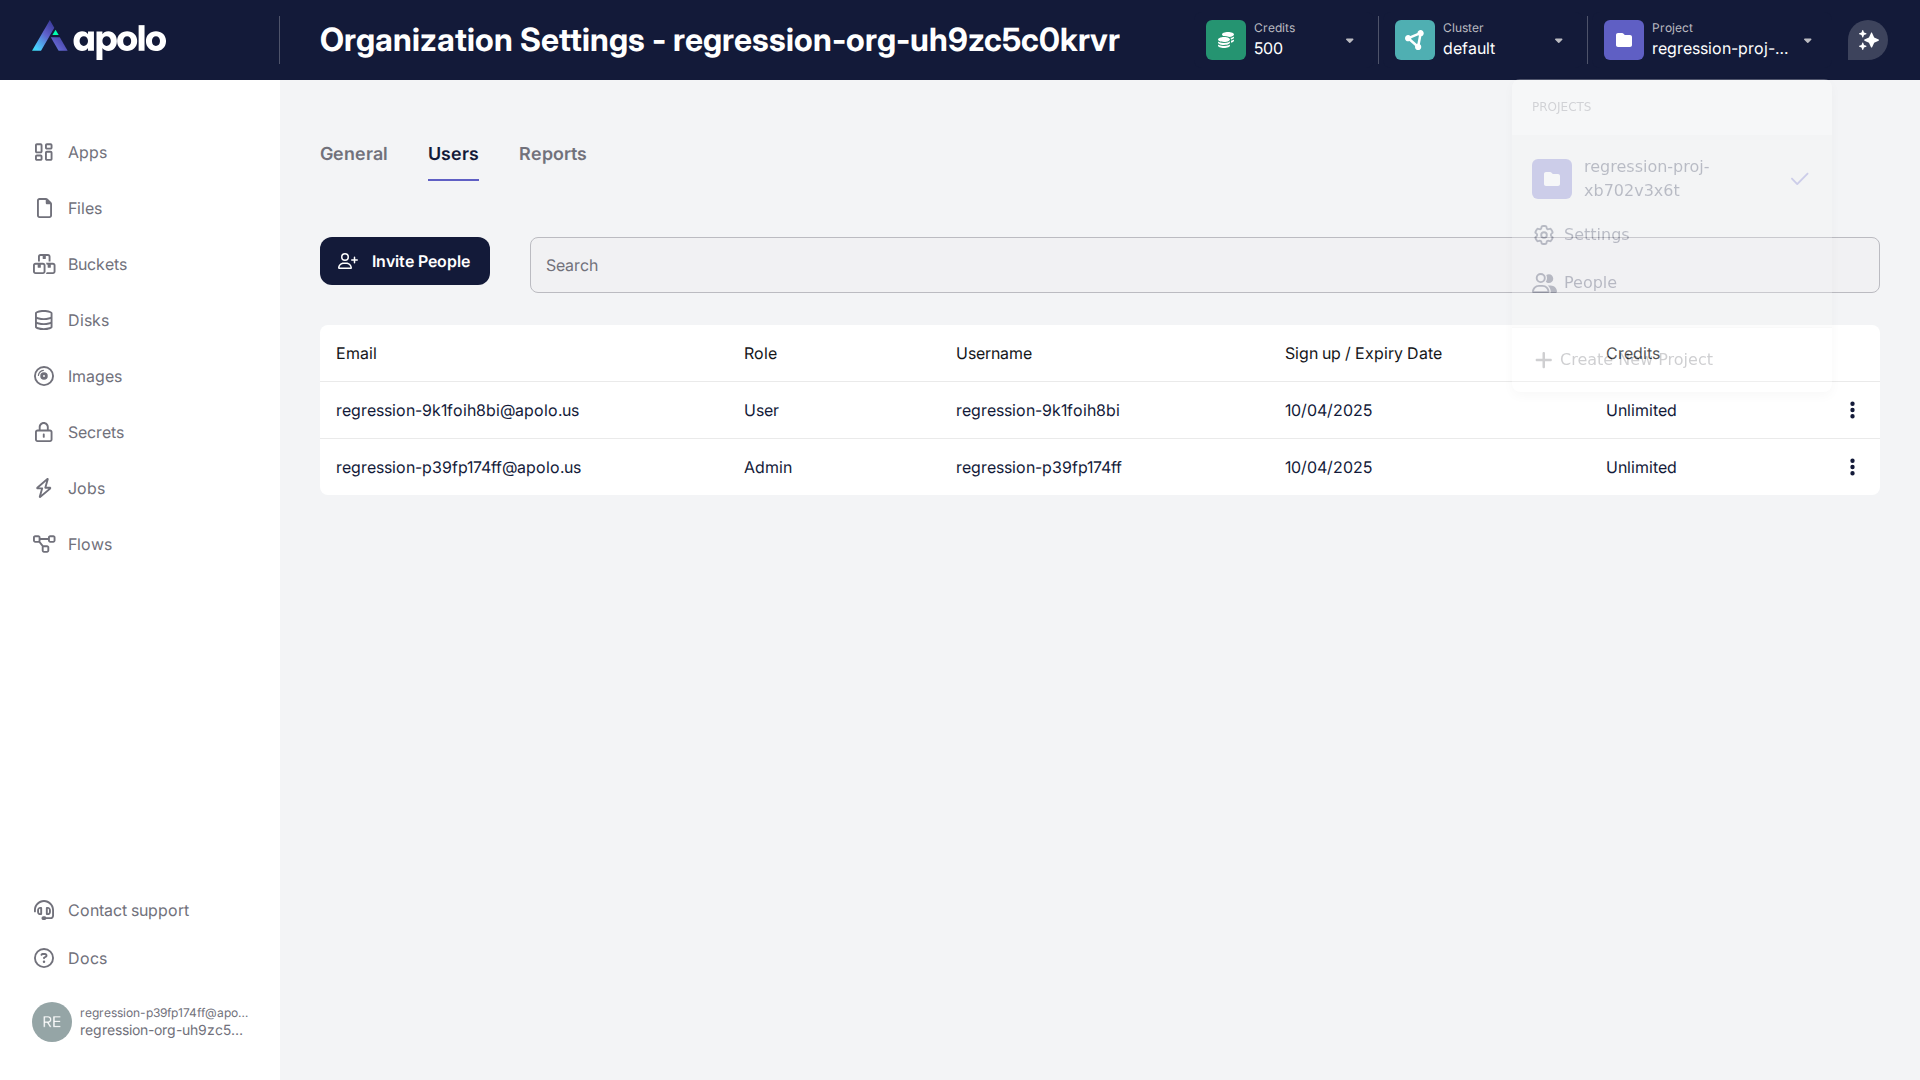 apolo
Organization Settings - regression-org-uh9zc5c0krvr
Credits
500
Cluster
default
Project
regression-proj-...
Apps
Files
Buckets
Disks
Images
Secrets
Jobs
Flows
Contact support
Docs
RE
regression-p39fp174ff@apo...
regression-org-uh9zc5...
General
Users
Reports
PROJECTS
regression-proj-
xb702v3x6t
Settings
People
Create New Project
Invite People
Search
Email Role Username Sign up / Expiry Date Credits
regression-9k1foih8bi@apolo.us User regression-9k1foih8bi 10/04/2025 Unlimited
regression-p39fp174ff@apolo.us Admin regression-p39fp174ff 10/04/2025 Unlimited